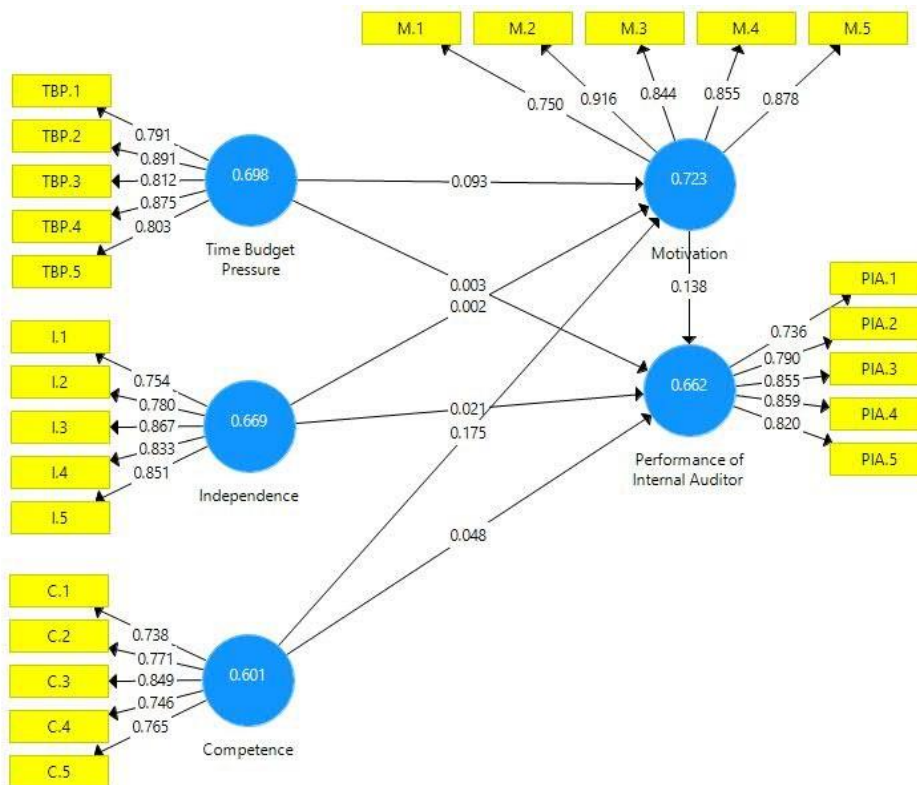 M.1
M.2
M.3
M.4
M.5
0.750
0.916
0.844
0.855
0.878
TBP.1
TBP.2
TBP.3
TBP.4
TBP.5
0.791
0.891
0.812
0.875
0.803
0.698
Time Budget
Pressure
0.093
0.723
Motivation
0.003
0.002
0.138
I.1
I.2
I.3
I.4
I.5
0.754
0.780
0.867
0.833
0.851
0.669
Independence
0.021
0.175
0.662
Performance of
Internal Auditor
0.736
0.790
0.855
0.859
0.820
PIA.1
PIA.2
PIA.3
PIA.4
PIA.5
0.048
C.1
C.2
C.3
C.4
C.5
0.738
0.771
0.849
0.746
0.765
0.601
Competence